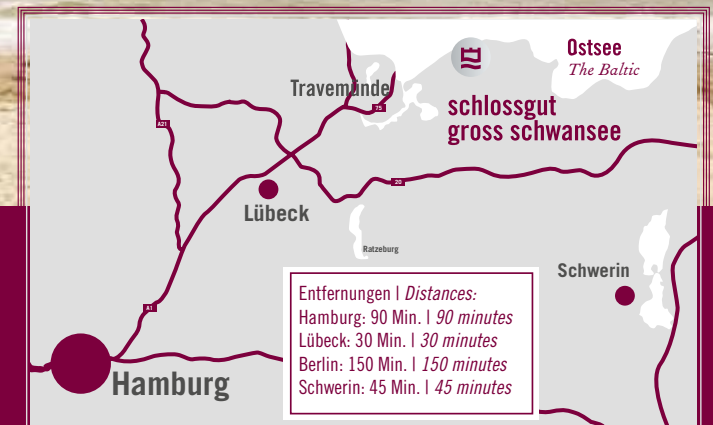 Ostsee
The Baltic
Travemünde
75
schlossgut
gross schwansee
A21
20
Lübeck
Ratzeburg
Schwerin
A1
Entfernungen | Distances:
Hamburg: 90 Min. | 90 minutes
Lübeck: 30 Min. | 30 minutes
Berlin: 150 Min. | 150 minutes
Schwerin: 45 Min. | 45 minutes
Hamburg